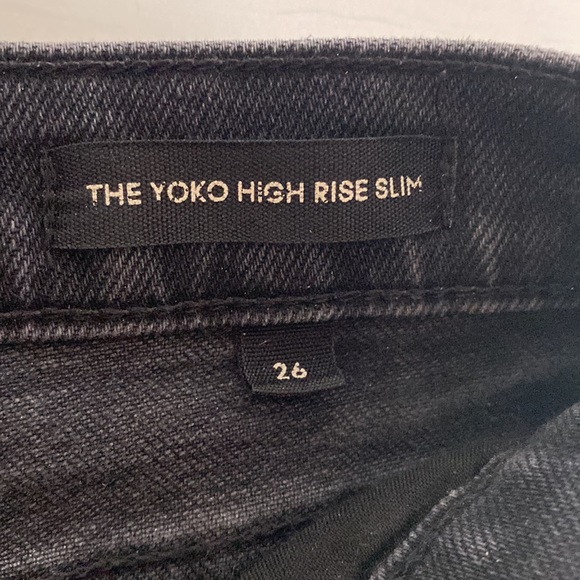 THE YOKO HIGH RISE SLIM
26